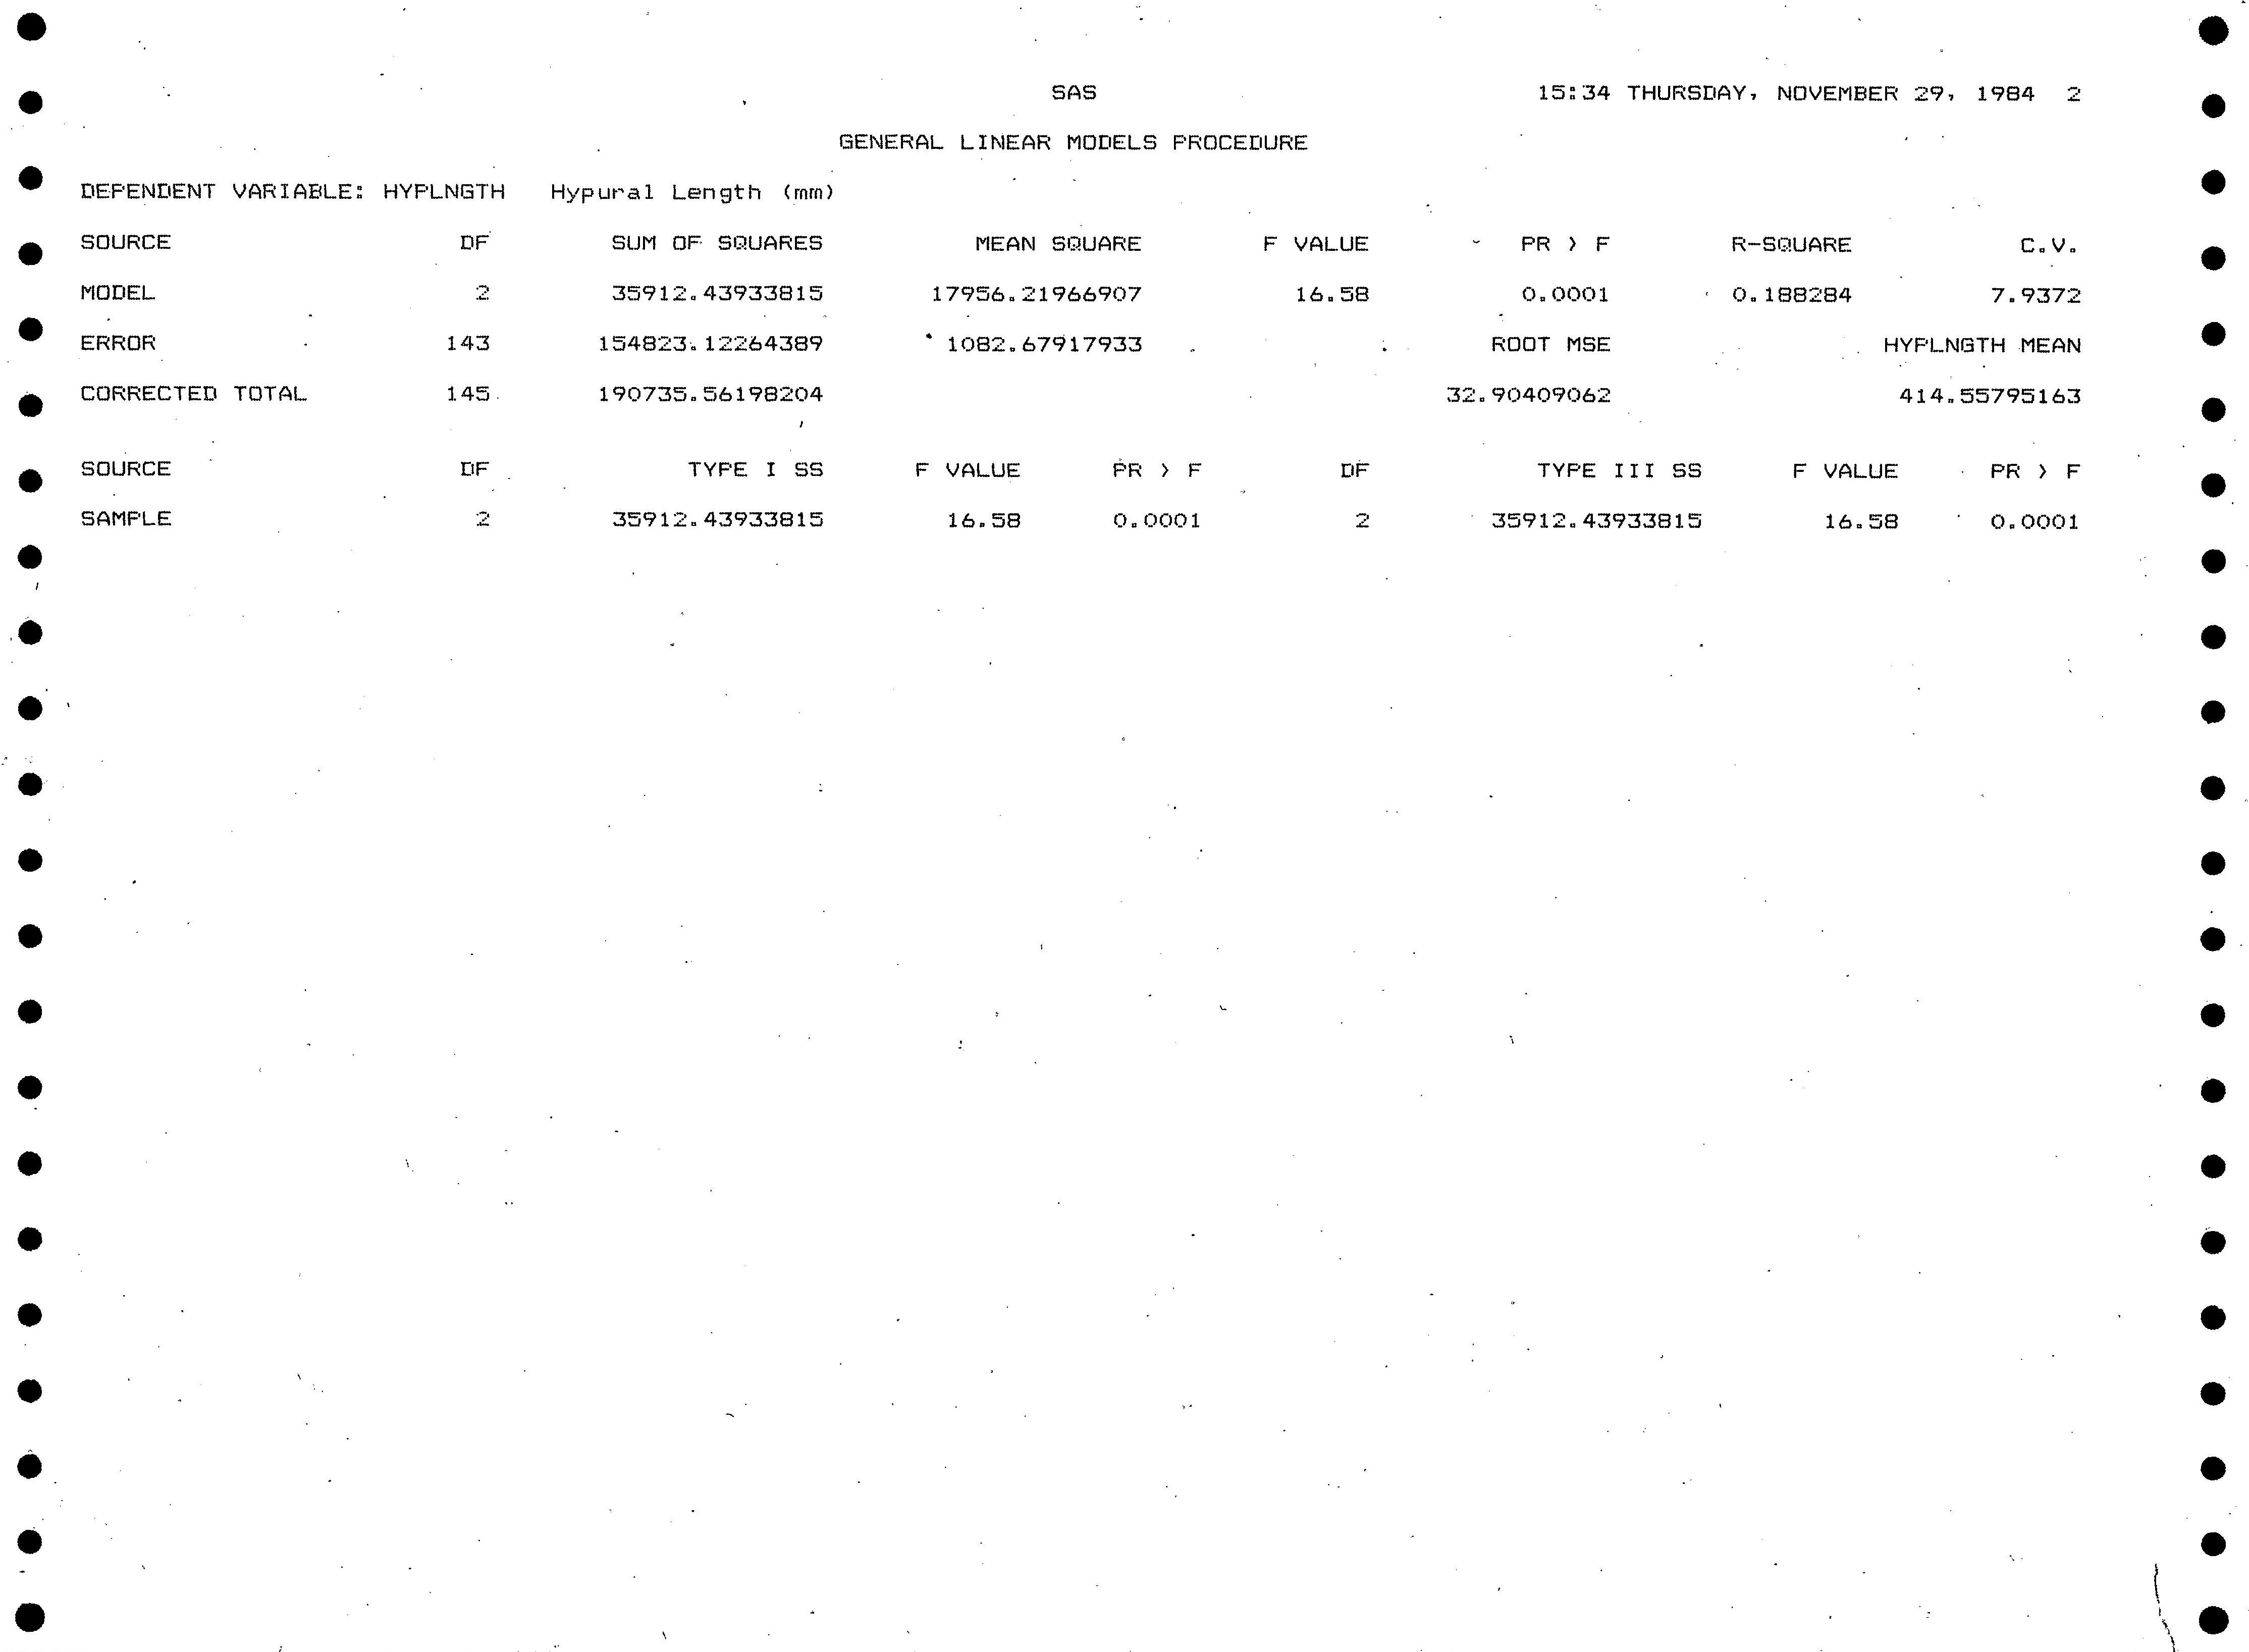 SAS 15:34 THURSDAY, NOVEMBER 29, 1984 2
GENERAL LINEAR MODELS PROCEDURE
DEPENDENT VARIABLE: HYPLNGTH Hypural Length (mm)
SOURCE DF SUM OF SQUARES MEAN SQUARE F VALUE PR > F R-SQUARE C.V.
MODEL 2 35912.43933815 17956.21966907 16.58 0.0001 0.188284 7.9372
ERROR 143 154823.12264389 1082.67917933 ROOT MSE HYPLNGTH MEAN
CORRECTED TOTAL 145 190735.56198204 32.90409062 414.55795163
SOURCE DF TYPE I SS F VALUE PR > F DF TYPE III SS F VALUE PR > F
SAMPLE 2 35912.43933815 16.58 0.0001 2 35912.43933815 16.58 0.0001